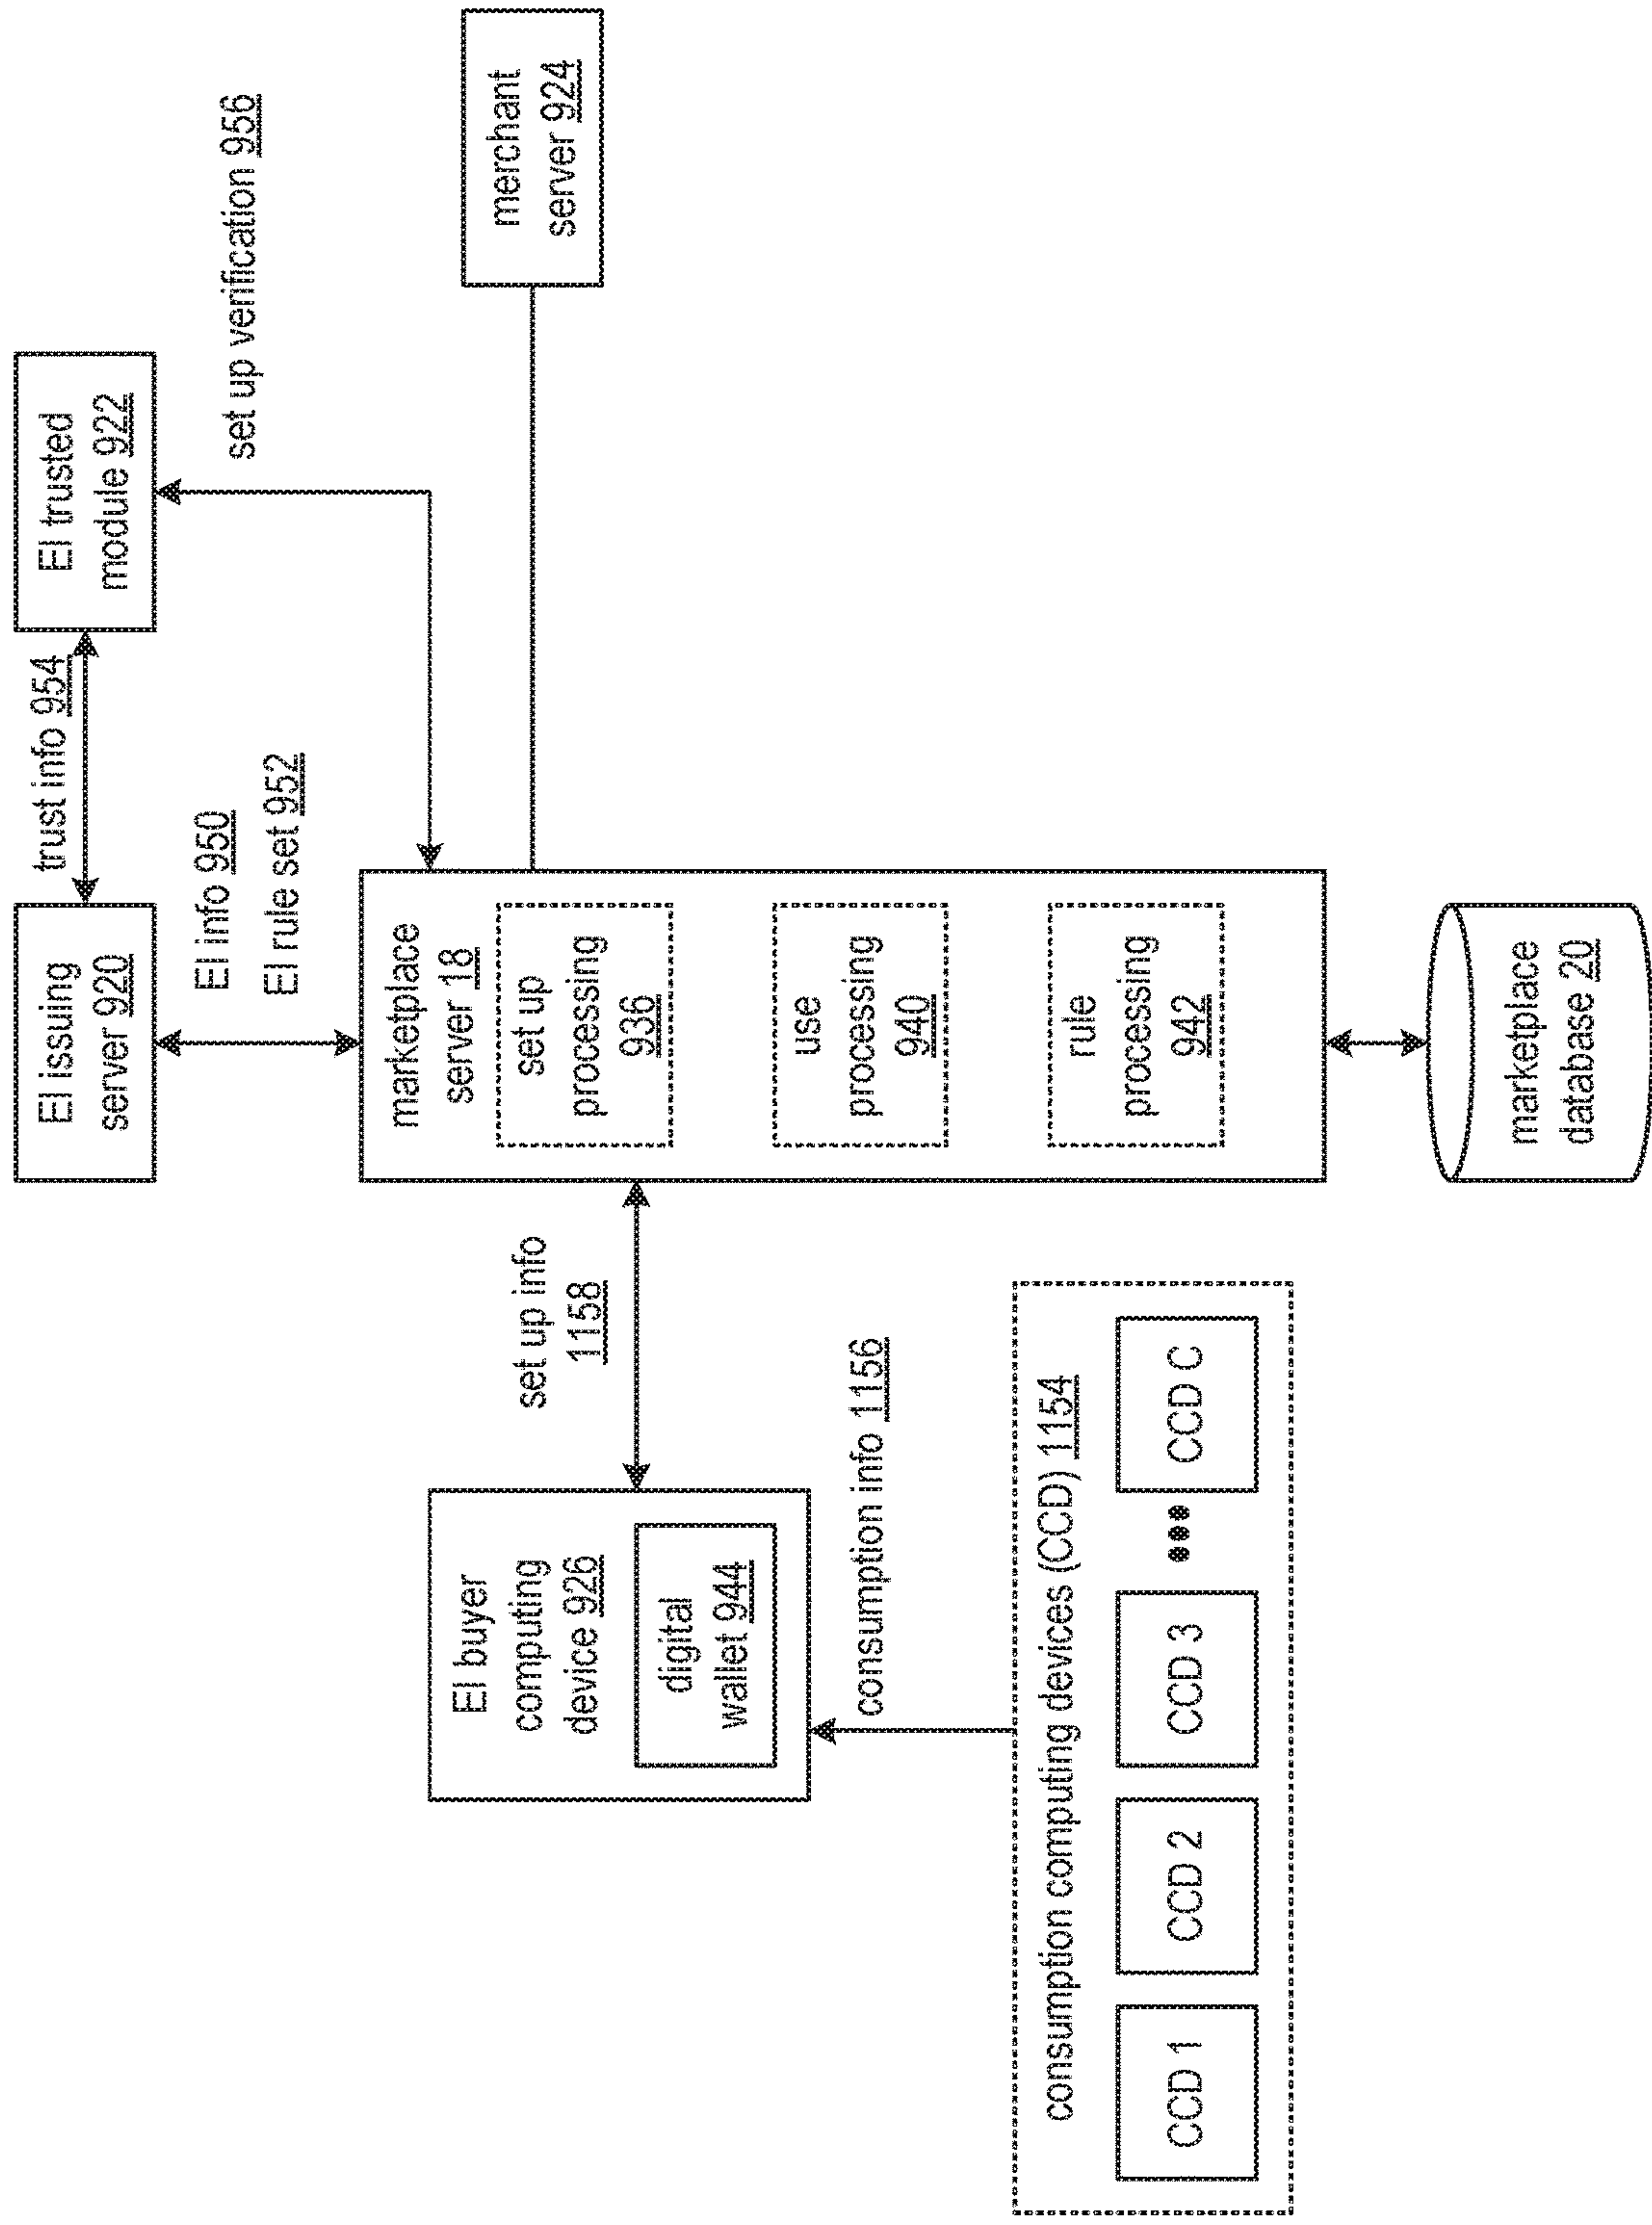 EI issuing
server 920
trust info 954
EI trusted
module 922
EI info 950
EI rule set 952
set up verification 956
EI buyer
computing
device 926
digital
wallet 944
set up info
1158
marketplace
server 18
set up
processing
936
use
processing
940
rule
processing
942
merchant
server 924
consumption info 1156
consumption computing devices (CCD) 1154
CCD 1
CCD 2
CCD 3
CCD C
marketplace
database 20